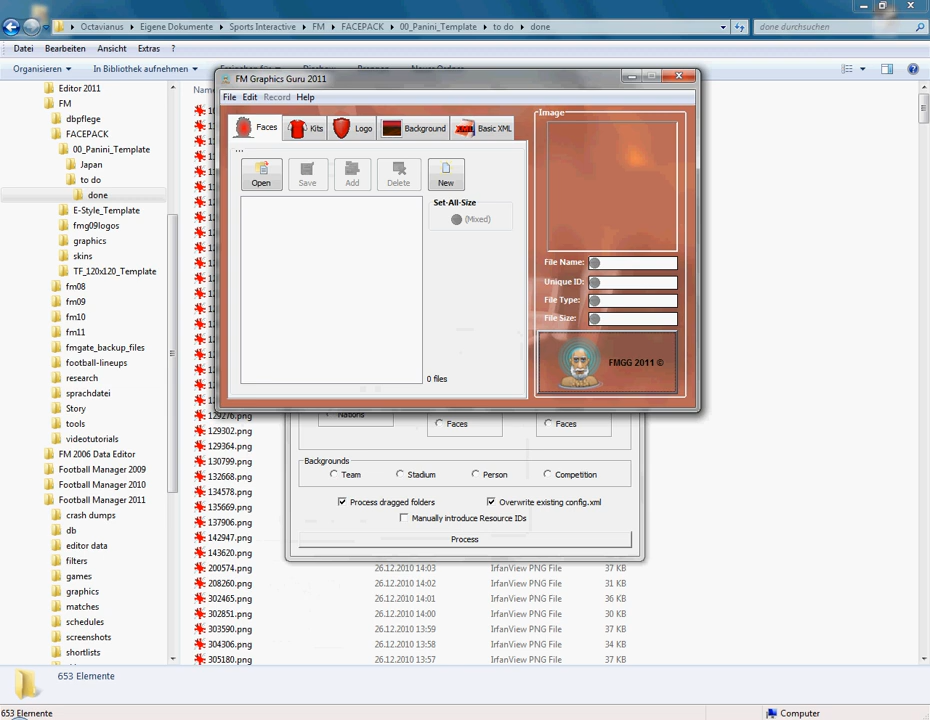 Octavianus ▸ Eigene Dokumente ▸ Sports Interactive ▸ FM ▸ FACEPACK ▸ 00_Panini_Template ▸ to do ▸ done
done durchsuchen
Datei Bearbeiten Ansicht Extras ?
Organisieren In Bibliothek aufnehmen
Editor 2011
FM
dbpflege
FACEPACK
00_Panini_Template
Japan
to do
done
E-Style_Template
fmg09logos
graphics
skins
TF_120x120_Template
fm08
fm09
fm10
fm11
fmgate_backup_files
football-lineups
research
sprachdatei
Story
tools
videotutorials
FM 2006 Data Editor
Football Manager 2009
Football Manager 2010
Football Manager 2011
crash dumps
db
editor data
filters
games
graphics
matches
schedules
screenshots
shortlists
FM Graphics Guru 2011
File Edit Record Help
Faces Kits Logo Background Basic XML
...
Open Save Add Delete New
Set-All-Size
(Mixed)
0 files
Image
File Name:
Unique ID:
File Type:
File Size:
FMGG 2011 ©
Nations
Faces Faces
Backgrounds
Team Stadium Person Competition
Process dragged folders Overwrite existing config.xml
Manually introduce Resource IDs
Process
129276.png
129302.png
129364.png
130799.png
132668.png
134578.png
135669.png
137906.png
142947.png
143620.png
200574.png 26.12.2010 14:03 IrfanView PNG File 37 KB
208260.png 26.12.2010 14:02 IrfanView PNG File 31 KB
302465.png 26.12.2010 14:01 IrfanView PNG File 36 KB
302851.png 26.12.2010 14:00 IrfanView PNG File 30 KB
303590.png 26.12.2010 13:59 IrfanView PNG File 37 KB
304306.png 26.12.2010 13:58 IrfanView PNG File 34 KB
305180.png 26.12.2010 13:57 IrfanView PNG File 37 KB
653 Elemente
653 Elemente
Computer